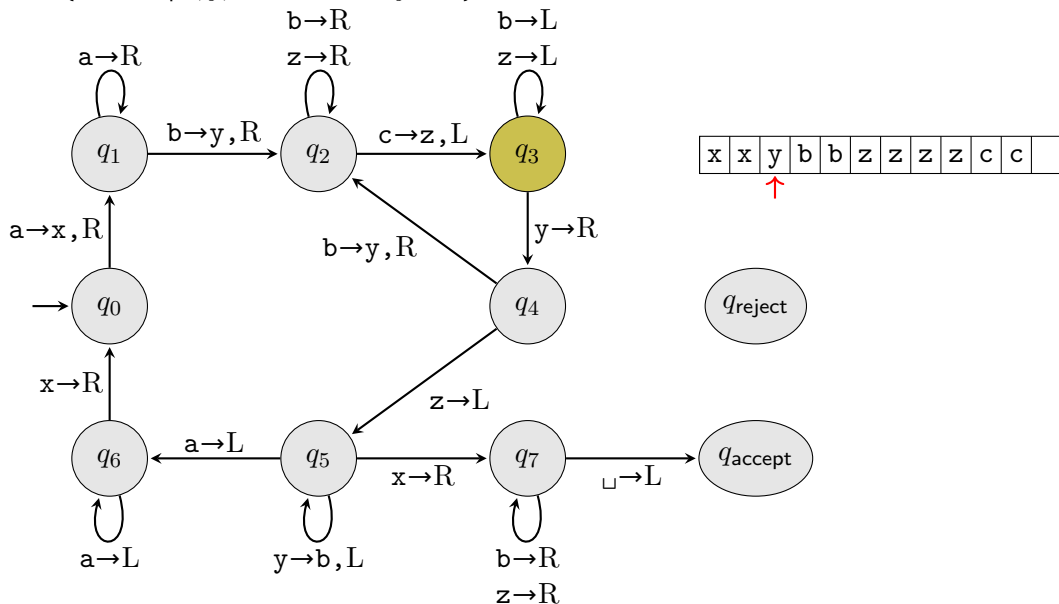 b→R
b→L
a→R
z→R
z→L
q1
b→y,R
q2
c→z,L
q3
x x y b b z z z z c c
a→x,R
b→y,R
y→R
q0
q4
qreject
x→R
z→L
q6
a→L
q5
x→R
q7
␣→L
qaccept
a→L
y→b,L
b→R
z→R